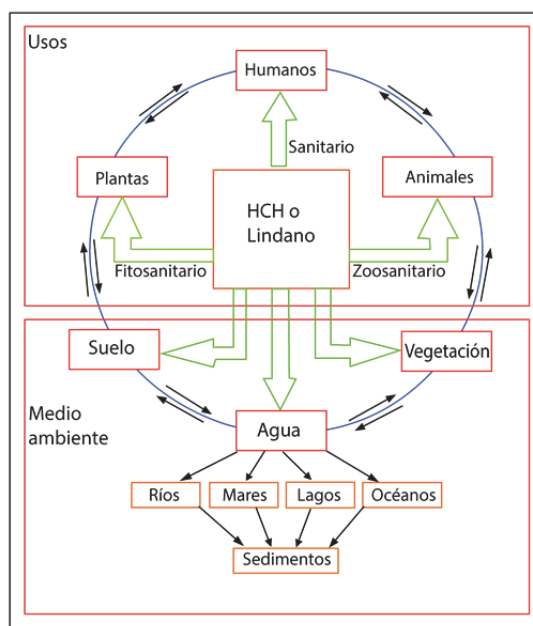 Usos
Humanos
Sanitario
Plantas
Animales
HCH o
Lindano
Fitosanitario
Zoosanitario
Suelo
Vegetación
Medio
ambiente
Agua
Ríos
Mares
Lagos
Océanos
Sedimentos